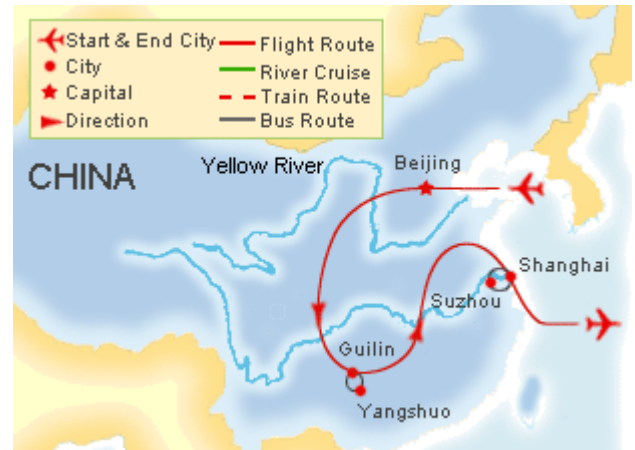 Start & End City
City
Capital
Direction
Flight Route
River Cruise
Train Route
Bus Route
CHINA
Yellow River
Beijing
Shanghai
Suzhou
Guilin
Yangshuo